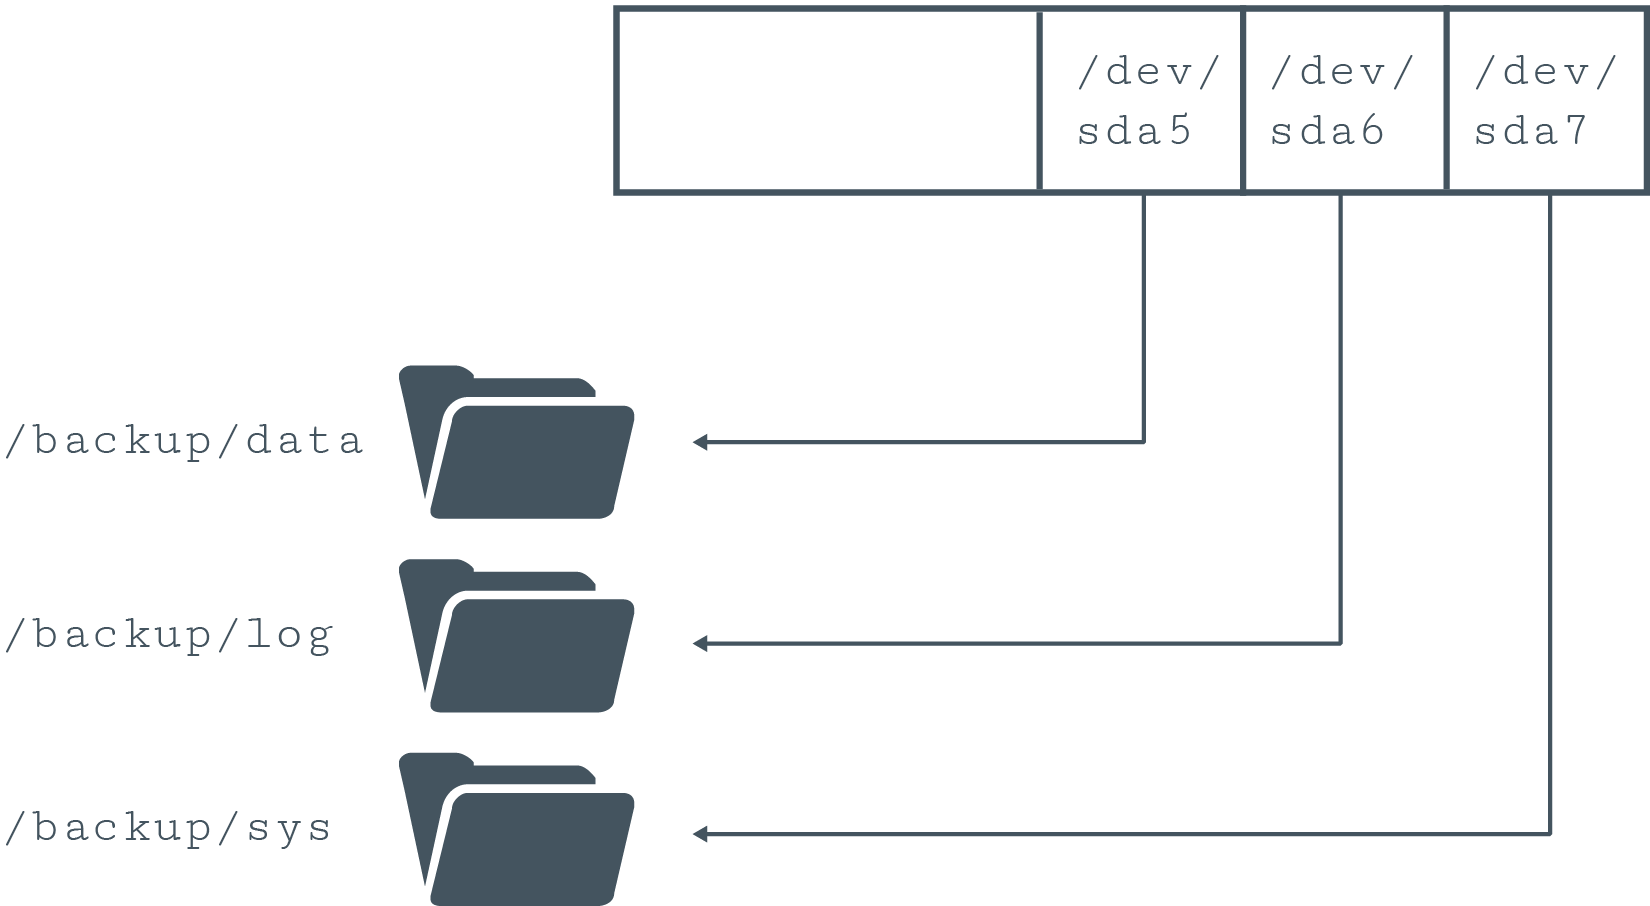 /dev/ /dev/ /dev/
sda5 sda6 sda7
/backup/data
/backup/log
/backup/sys